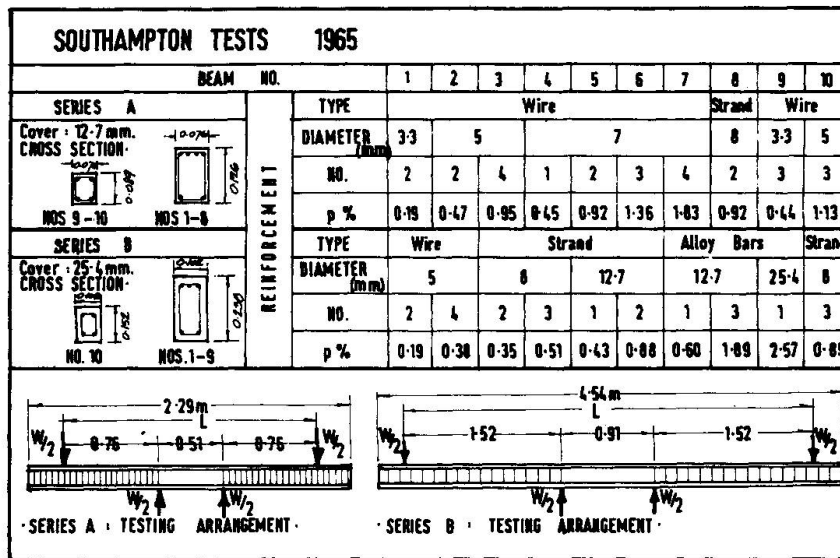 SOUTHAMPTON TESTS 1965
BEAM NO. 1 2 3 4 5 6 7 8 9 10
SERIES A TYPE Wire Strand Wire
Cover : 12·7 mm.
CROSS SECTION·
DIAMETER (mm) 3·3 5 7 8 3·3 5
NO. 2 2 4 1 2 3 4 2 3 3
NOS 9-10 NOS 1-8
p % 0·19 0·47 0·95 0·45 0·92 1·36 1·83 0·92 0·44 1·13
REINFORCEMENT
SERIES B TYPE Wire Strand Alloy Bars Stran
Cover : 25·4 mm.
CROSS SECTION·
DIAMETER (mm) 5 8 12·7 12·7 25·4 8
0·152 0·230
NO. 2 4 2 3 1 2 1 3 1 3
NO. 10 NOS. 1-9
p % 0·19 0·38 0·35 0·51 0·43 0·88 0·60 1·89 2·57
2·29m 4·54m
L L
W/2 0·76 0·51 0·76 W/2 W/2 1·52 0·91 1·52 W/2
W/2 W/2 W/2 W/2
·SERIES A : TESTING ARRANGEMENT· ·SERIES B : TESTING ARRANGEMENT·